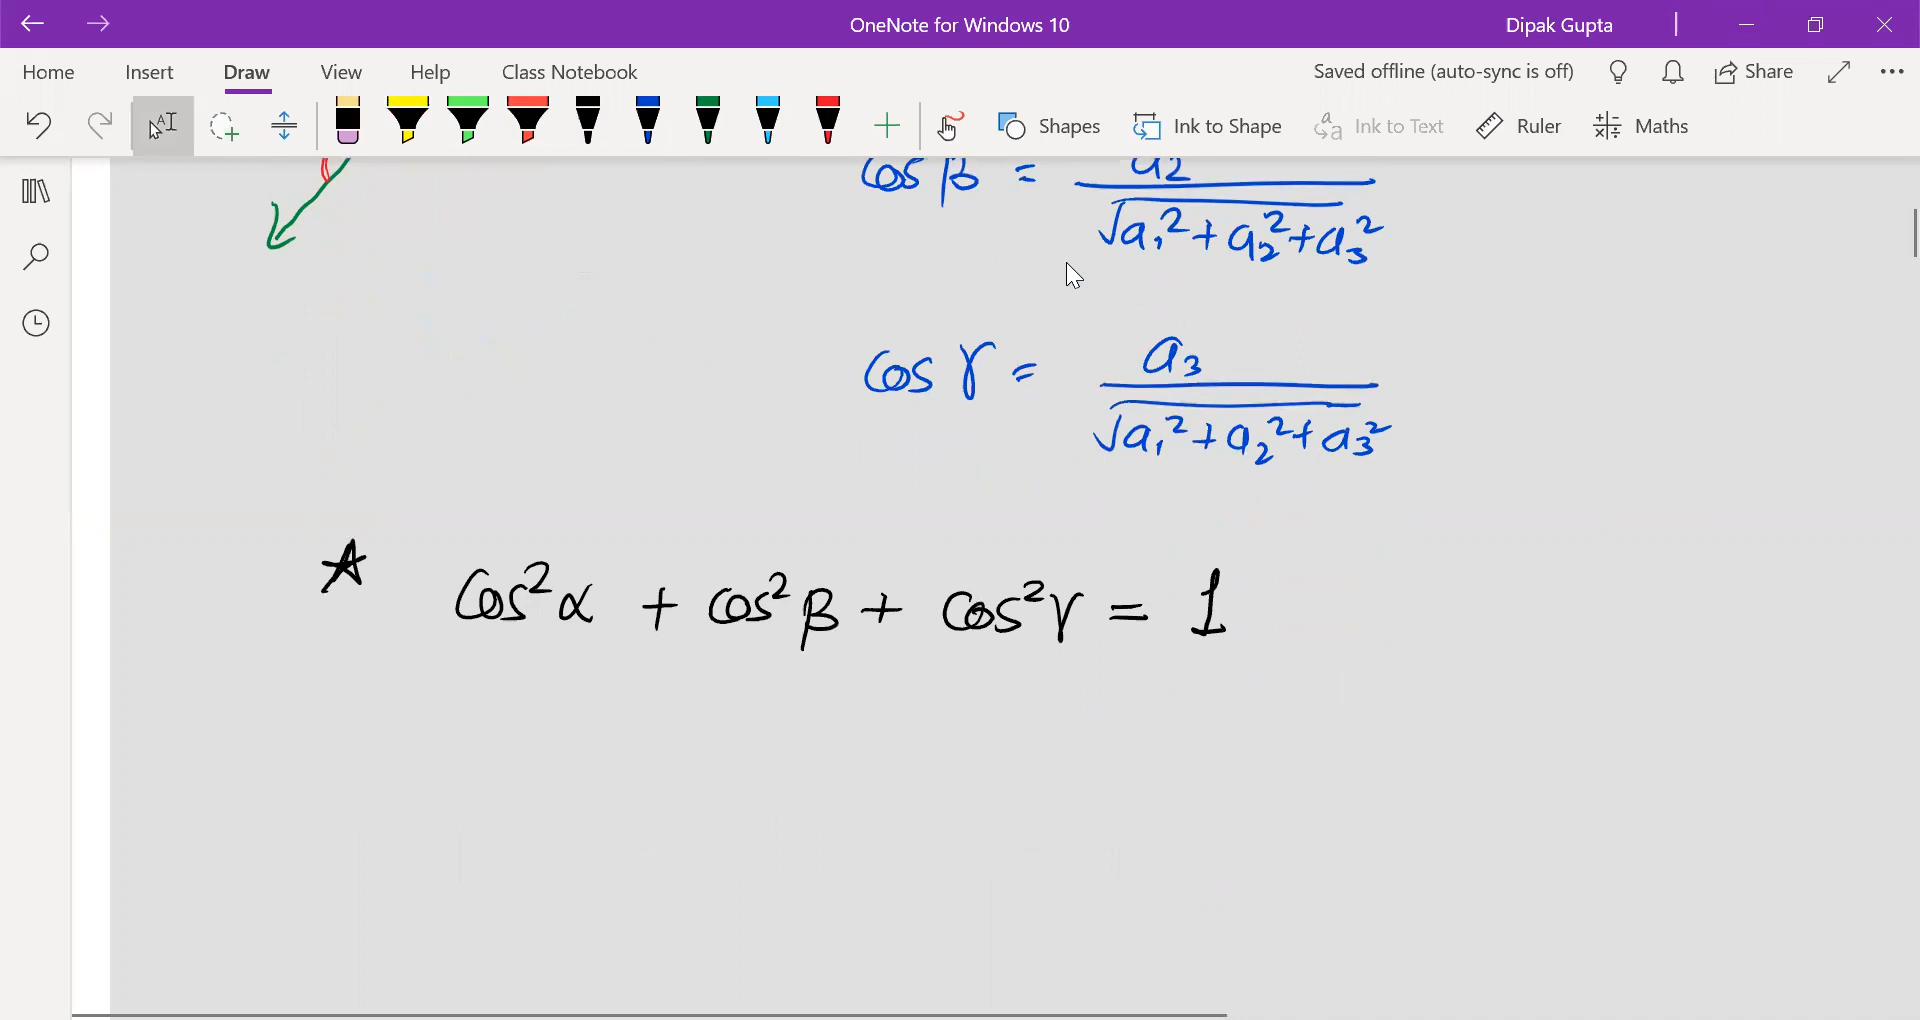 OneNote for Windows 10 Dipak Gupta
Home Insert Draw View Help Class Notebook Saved offline (auto-sync is off) Share
Shapes Ink to Shape Ink to Text Ruler Maths
cos β = a₂
√a₁² + a₂² + a₃²
cos γ = a₃
√a₁² + a₂² + a₃²
★ cos²α + cos²β + cos²γ = 1